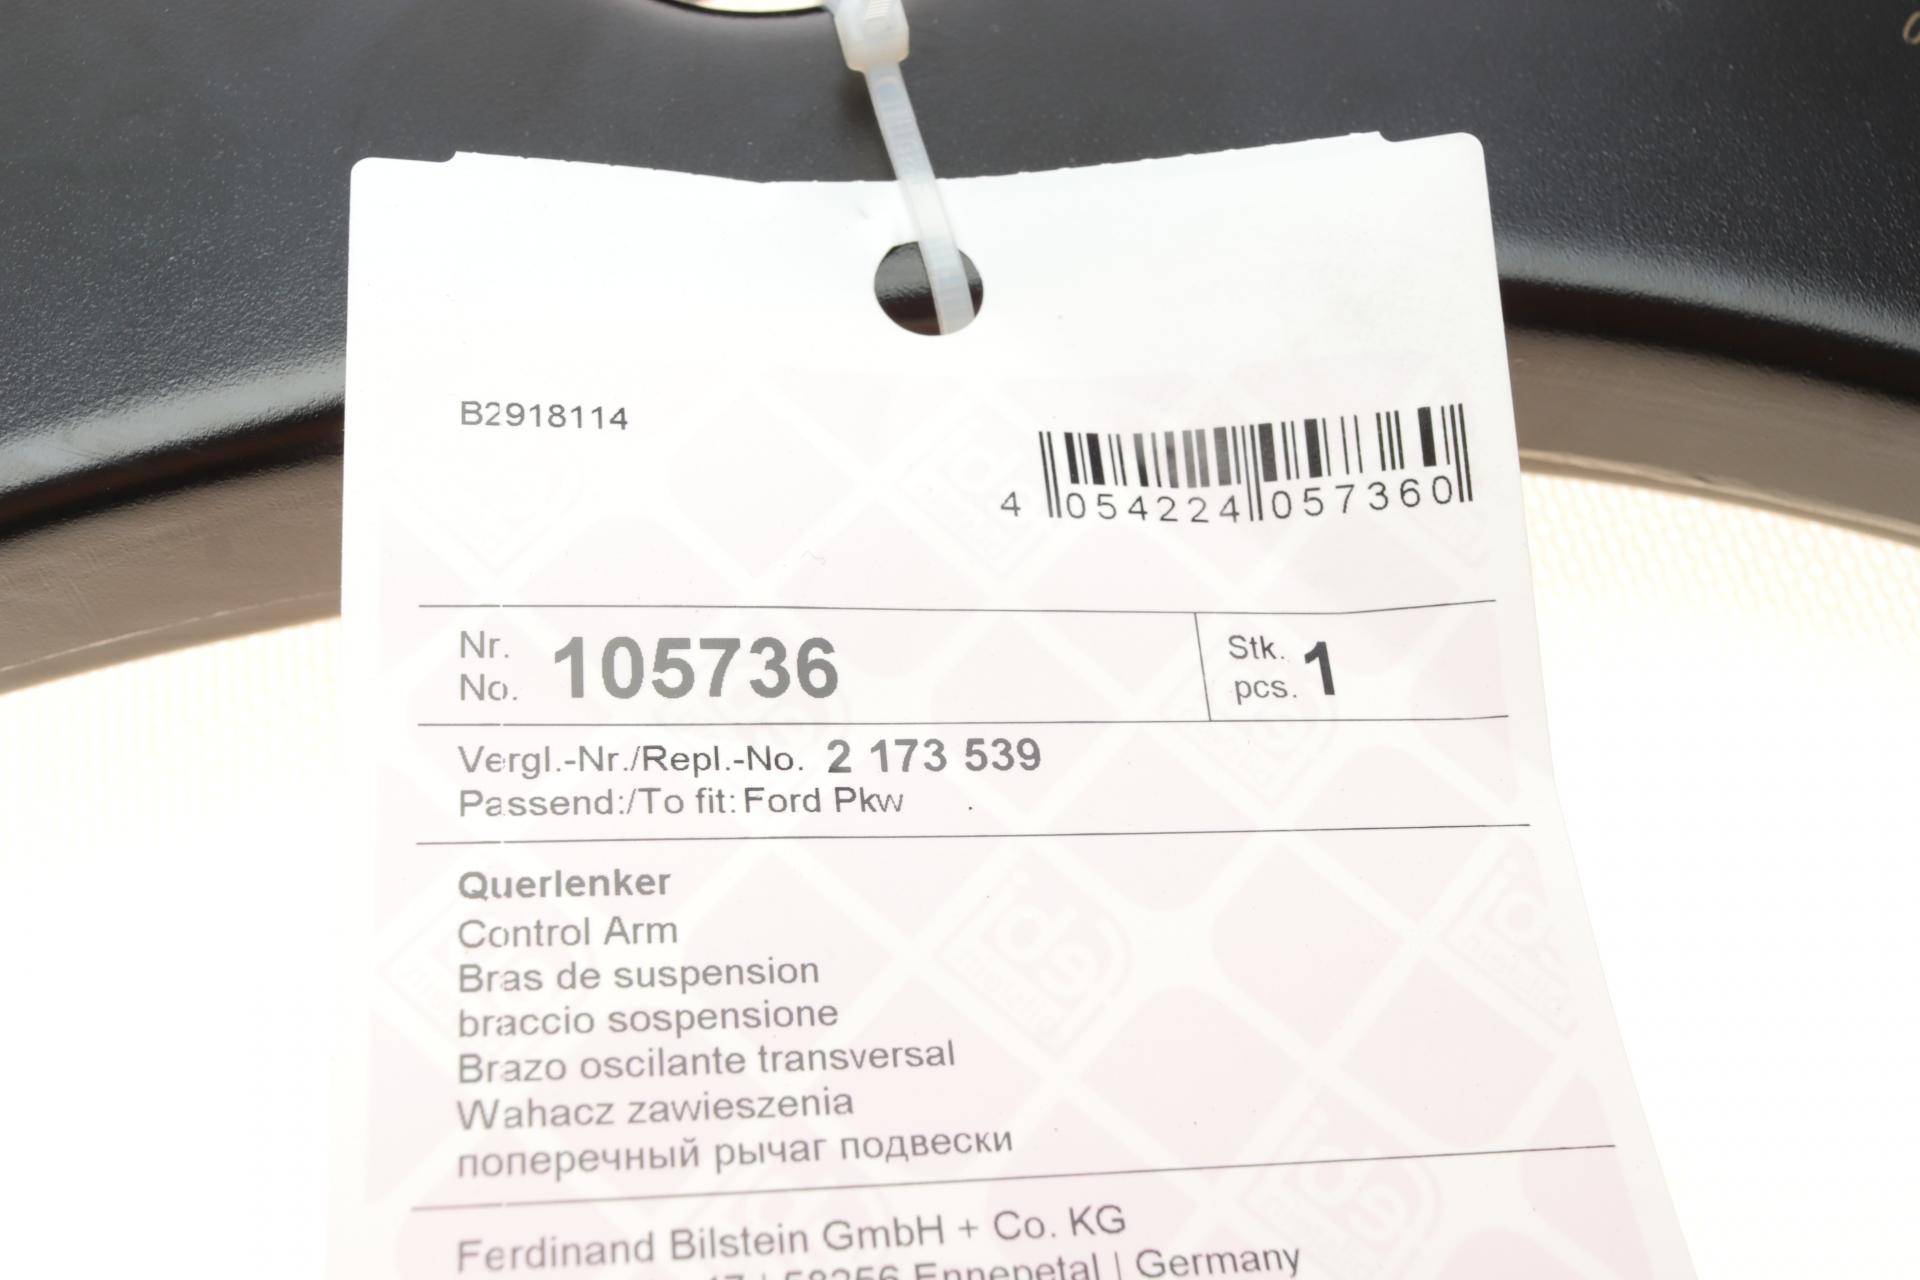 B2918114
4 054224 057360
Nr.
No. 105736
Stk.
pcs. 1
Vergl.-Nr./Repl.-No. 2 173 539
Passend:/To fit: Ford Pkw
Querlenker
Control Arm
Bras de suspension
braccio sospensione
Brazo oscilante transversal
Wahacz zawieszenia
поперечный рычаг подвески
Ferdinand Bilstein GmbH + Co. KG
58256 Ennepetal | Germany